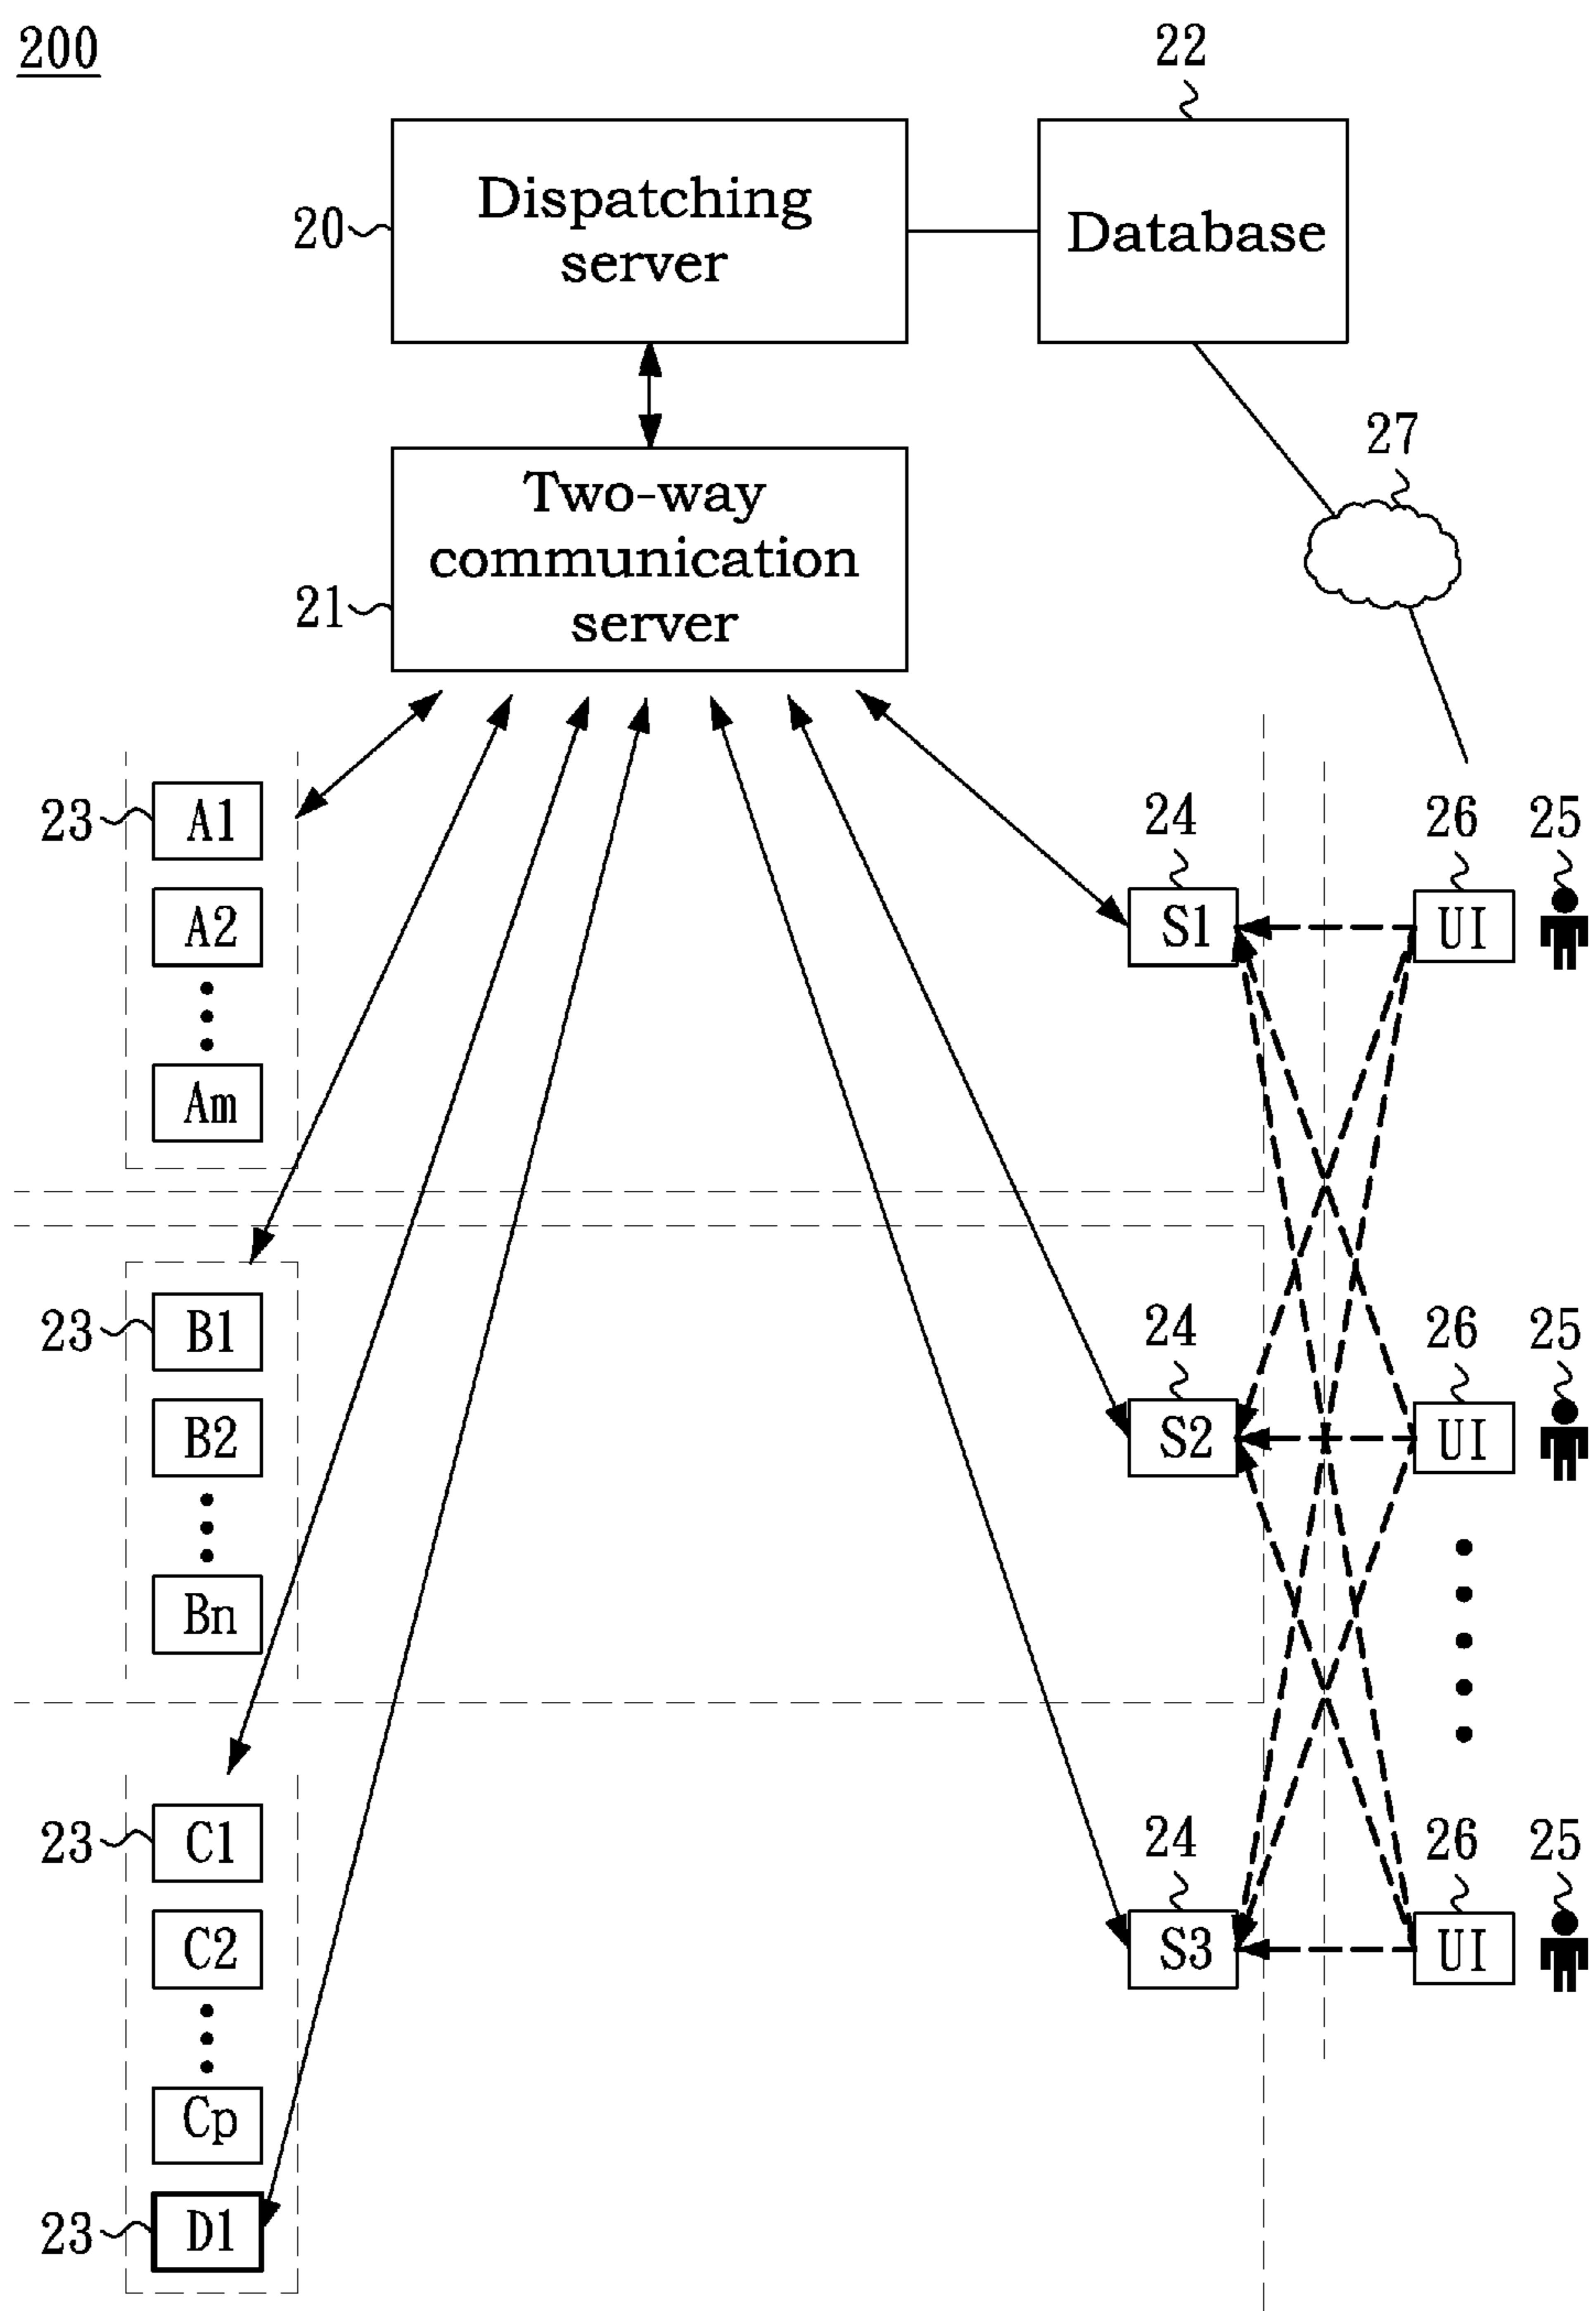 200
22
Dispatching
server
20
Database
27
Two-way
communication
server
21
23
A1
24
26
25
A2
S1
UI
Am
23
B1
24
26
25
B2
S2
UI
Bn
23
C1
24
26
25
C2
S3
UI
Cp
23
D1